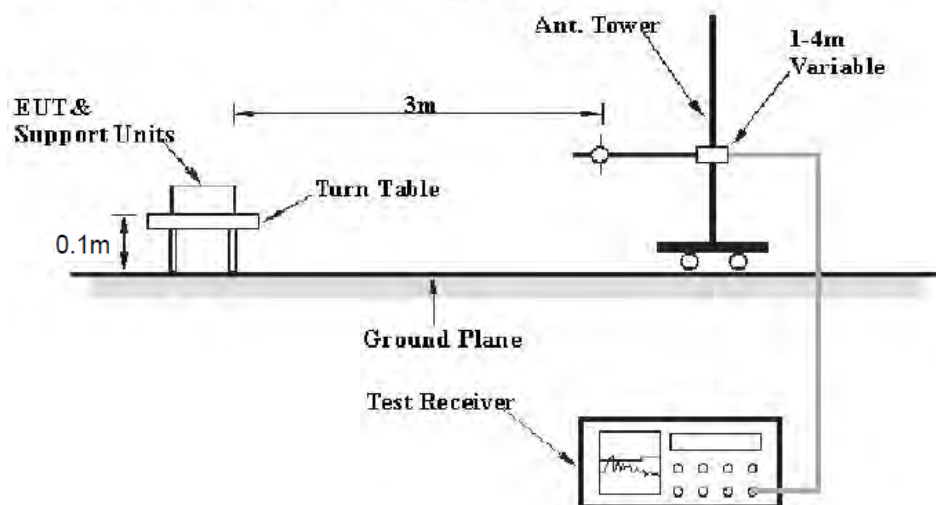 Ant. Tower
1-4m
Variable
3m
EUT &
Support Units
Turn Table
0.1m
Ground Plane
Test Receiver